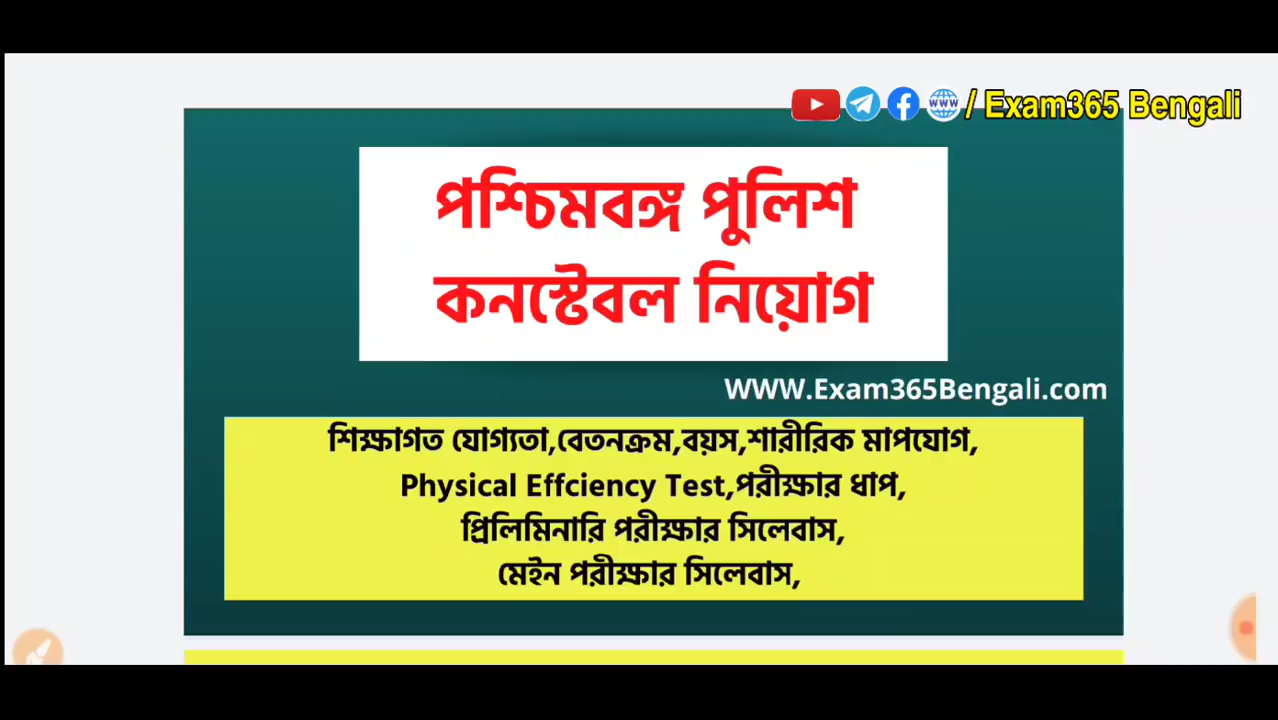 / Exam365 Bengali
পশ্চিমবঙ্গ পুলিশ
কনস্টেবল নিয়োগ
WWW.Exam365Bengali.com
শিক্ষাগত যোগ্যতা,বেতনক্রম,বয়স,শারীরিক মাপযোগ,
Physical Effciency Test,পরীক্ষার ধাপ,
প্রিলিমিনারি পরীক্ষার সিলেবাস,
মেইন পরীক্ষার সিলেবাস,